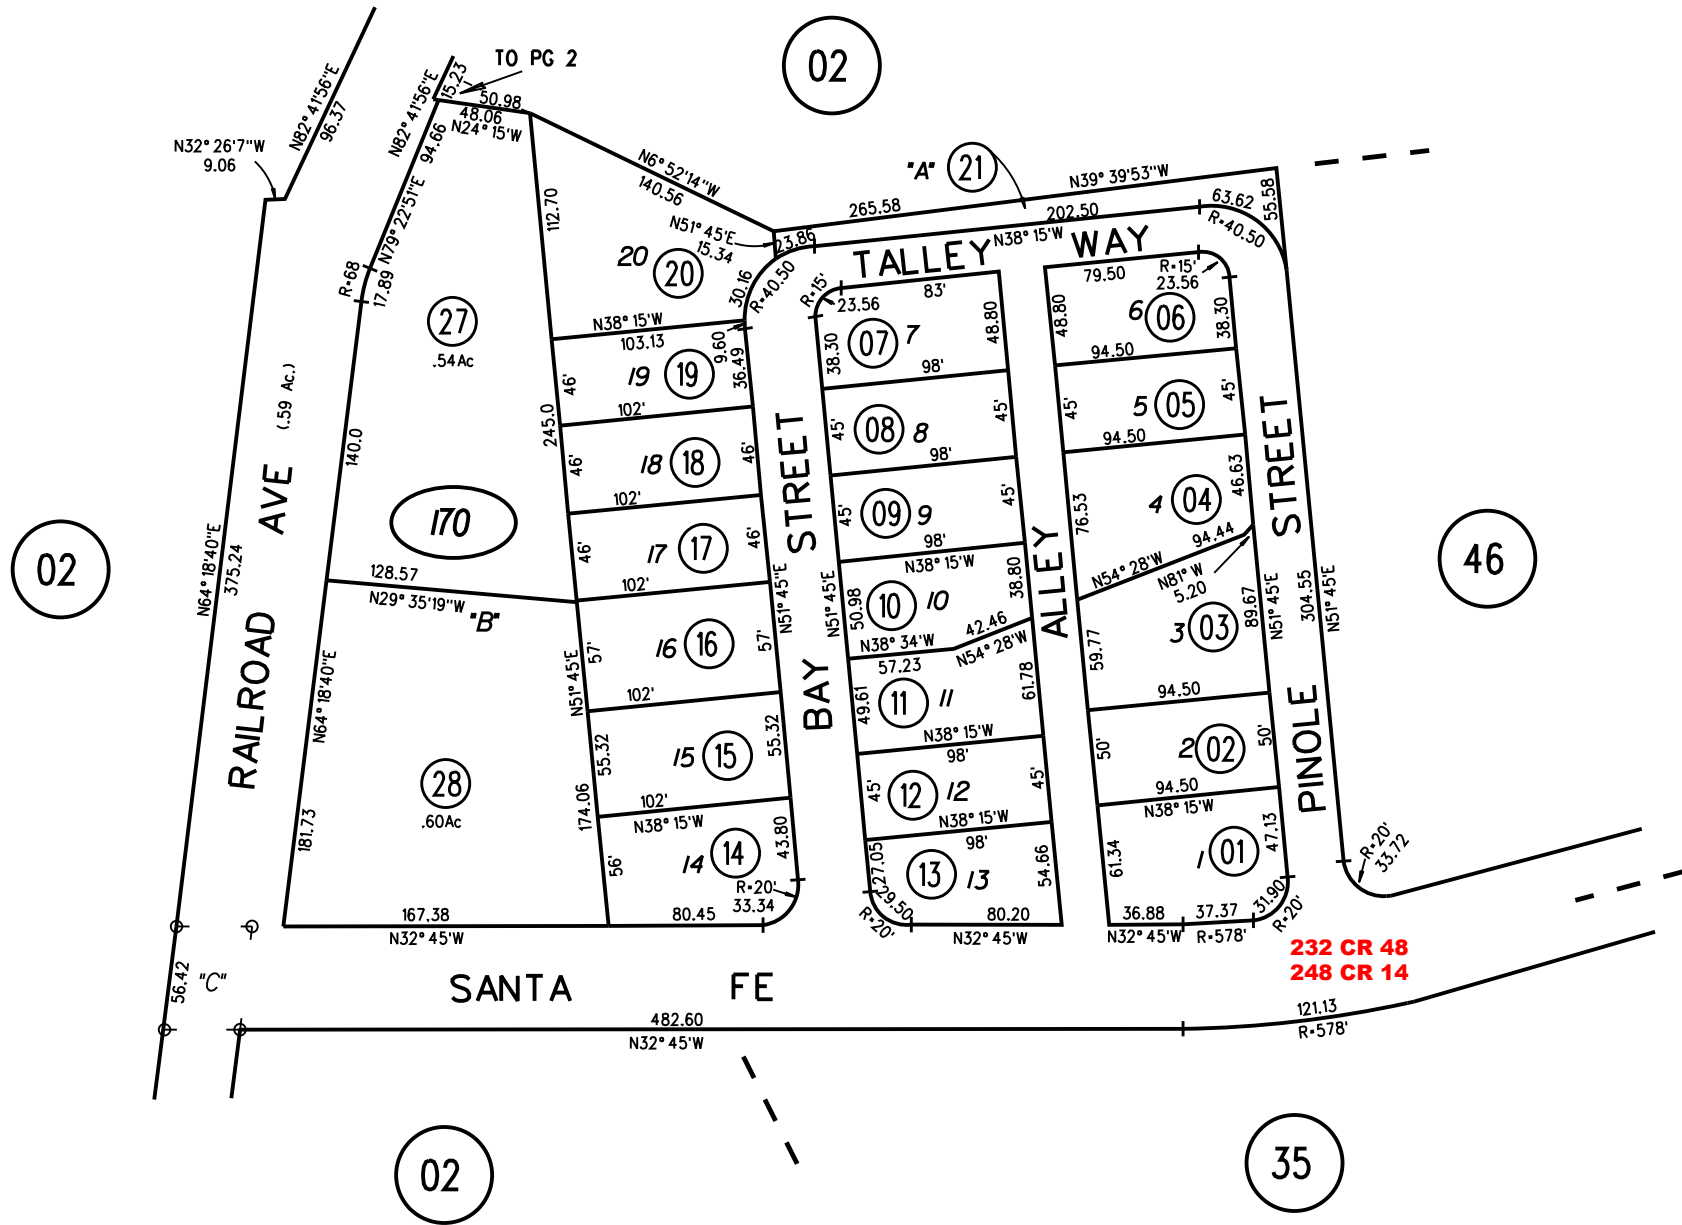 02
TO PG 2
N82° 41'56"E
96.37
N32° 26'7"W
9.06
N82° 41'56"E
15.23
94.66
50.98
48.06
N24° 15'W
N6° 52'14"W
140.56
N79° 22'51"E
R=68
17.89
112.70
N51° 45'E
15.34
23.86
"A" 21
265.58
N39° 39'53"W
202.50
N38° 15'W
63.62
R=40.50
55.58
TALLEY WAY
20 20
30.16
R=40.50
R=15'
23.56
83'
79.50
R=15'
23.56
27
.54Ac
N38° 15'W
103.13
9.60
36.49
38.30
07 7
48.80
48.80
6 06
38.30
46'
19 19
98'
94.50
RAILROAD AVE (.59 Ac.)
140.0
245.0
102'
45'
08 8
45'
45'
5 05
45'
46'
18 18
46'
98'
94.50
170
102'
45'
09 9
45'
76.53
4 04
46.63
46'
17 17
46'
98'
N38° 15'W
94.44
N54° 28'W
N81° W
5.20
02
46
N64° 18'40"E
375.24
128.57
N29° 35'19"W
"B"
102'
N51° 45'E
BAY STREET
N51° 45'E
50.98
10 10
38.80
ALLEY
42.46
N38° 34'W
N54° 28'W
57.23
3 03
59.77
89.67
N51° 45'E
PINOLE STREET
304.55
N51° 45'E
N64° 18'40"E
N51° 45'E
57'
16 16
57'
102'
49.61
11 11
61.78
N38° 15'W
98'
94.50
50'
2 02
50'
94.50
N38° 15'W
28
.60Ac
181.73
174.06
55.32
15 15
55.32
102'
N38° 15'W
45'
12 12
45'
N38° 15'W
98'
56'
14 14
43.80
R=20'
33.34
27.05
13 13
54.66
29.50
R=20'
61.34
1 01
47.13
31.90
R=20'
R=20'
33.72
167.38
N32° 45'W
80.45
80.20
N32° 45'W
36.88
N32° 45'W
37.37
R=578'
232 CR 48
248 CR 14
56.42
"C"
SANTA FE
482.60
N32° 45'W
121.13
R=578'
02
35